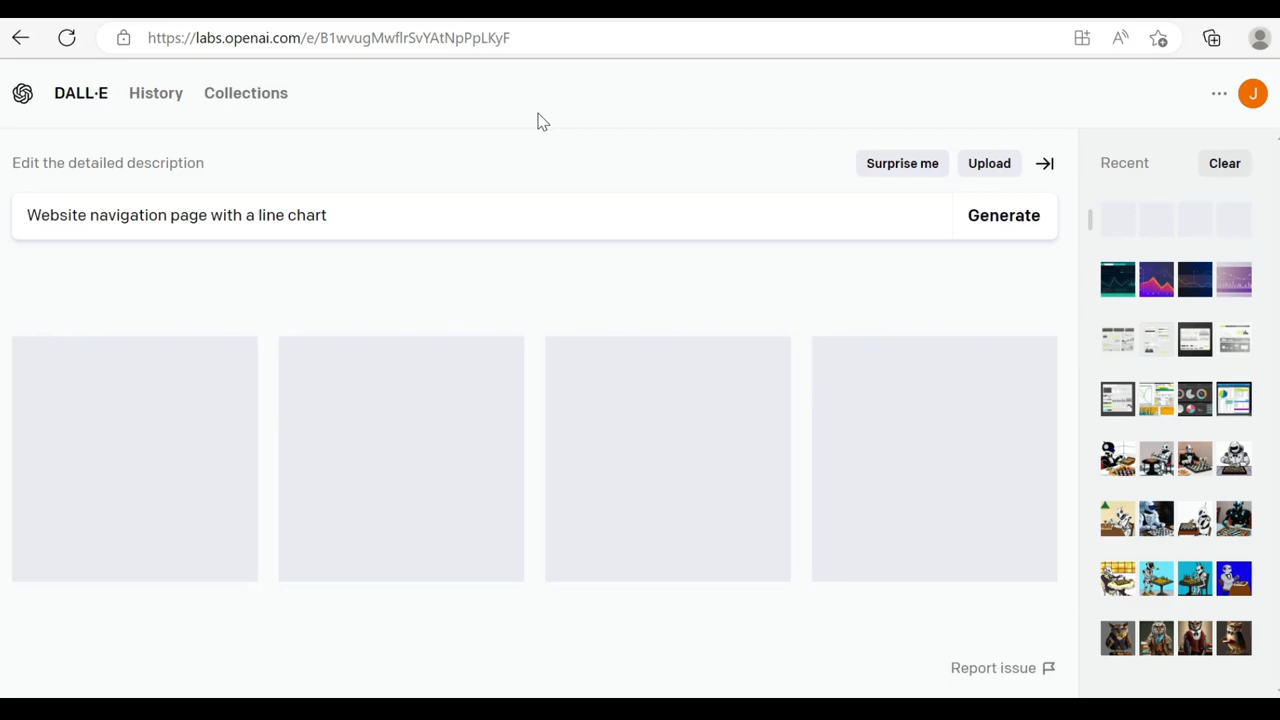 https://labs.openai.com/e/B1wvugMwflrSvYAtNpPpLKyF
DALL·E History Collections
J
Edit the detailed description
Surprise me
Upload
Recent
Clear
Website navigation page with a line chart
Generate
Report issue